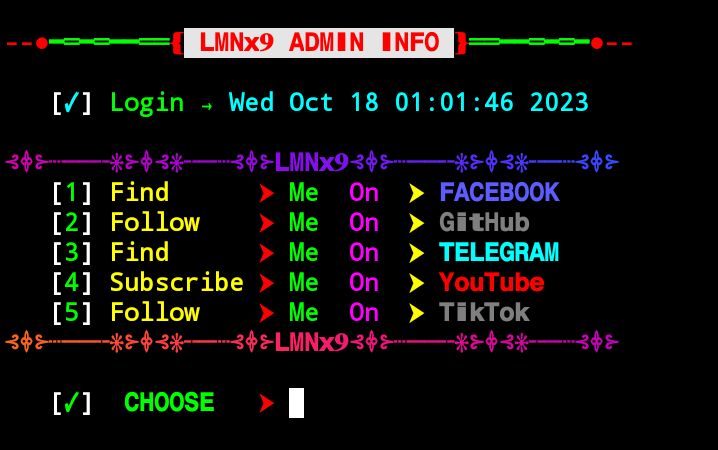 LMNx9 ADMIN INFO
[✓] Login → Wed Oct 18 01:01:46 2023
LMNx9
[1] Find ➤ Me On ➤ FACEBOOK
[2] Follow ➤ Me On ➤ GitHub
[3] Find ➤ Me On ➤ TELEGRAM
[4] Subscribe ➤ Me On ➤ YouTube
[5] Follow ➤ Me On ➤ TikTok
LMNx9
[✓] CHOOSE ➤